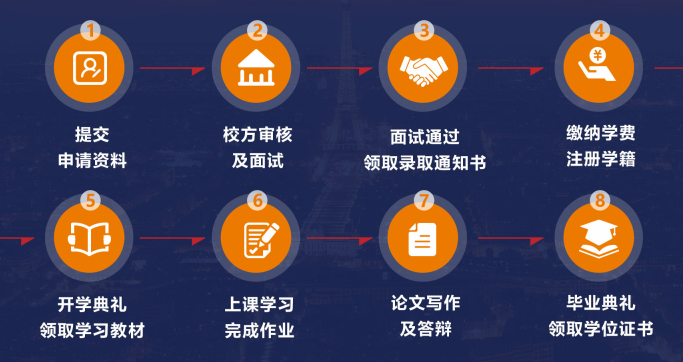 1
2
3
4
提交
申请资料
校方审核
及面试
面试通过
领取录取通知书
缴纳学费
注册学籍
5
6
7
8
开学典礼
领取学习教材
上课学习
完成作业
论文写作
及答辩
毕业典礼
领取学位证书